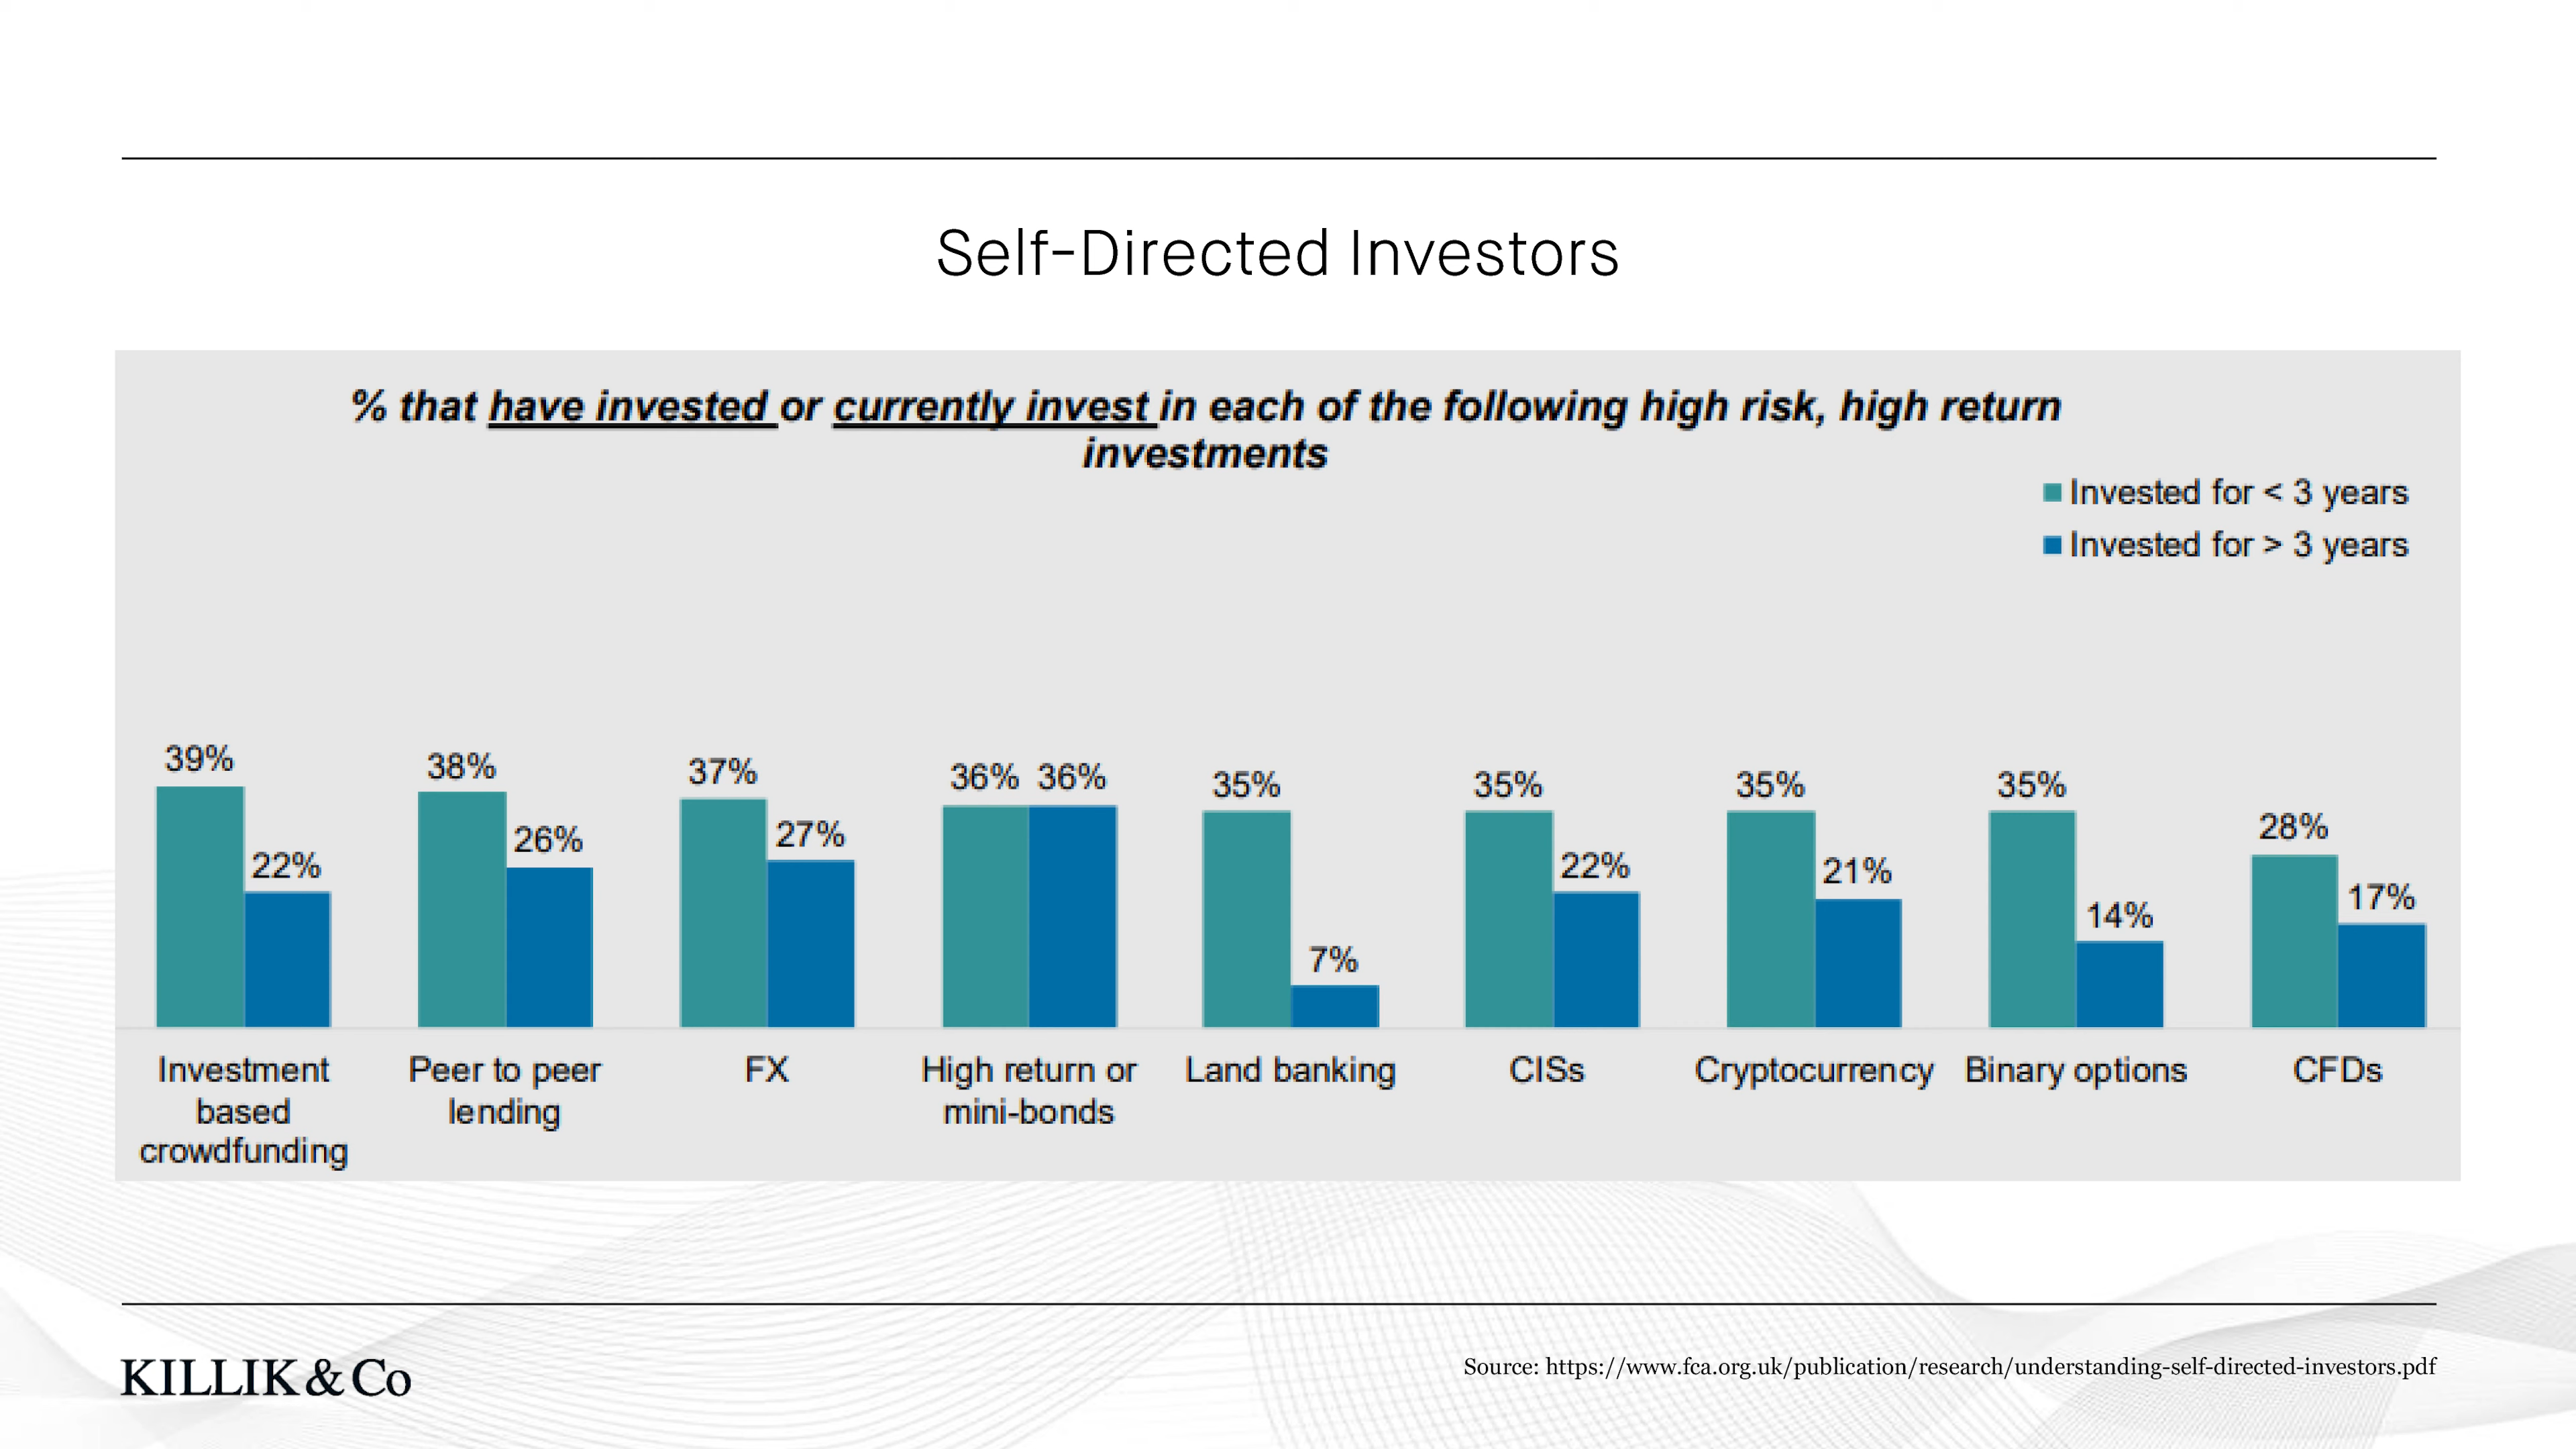 Self-Directed Investors
% that have invested or currently invest in each of the following high risk, high return
investments
Invested for < 3 years
Invested for > 3 years
39%
22%
38%
26%
37%
27%
36%
36%
35%
7%
35%
22%
35%
21%
35%
14%
28%
17%
Investment
based
crowdfunding
Peer to peer
lending
FX
High return or
mini-bonds
Land banking
CISs
Cryptocurrency
Binary options
CFDs
KILLIK & Co
Source: https://www.fca.org.uk/publication/research/understanding-self-directed-investors.pdf